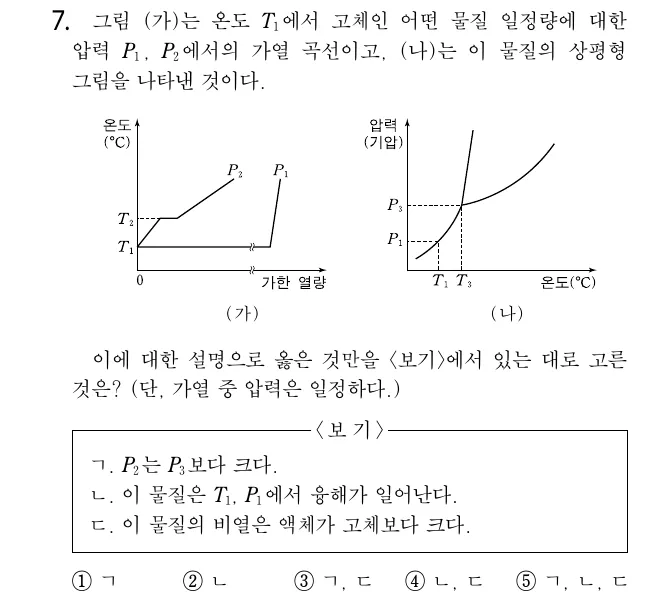 7. 그림 (가)는 온도 T₁에서 고체인 어떤 물질 일정량에 대한
압력 P₁, P₂에서의 가열 곡선이고, (나)는 이 물질의 상평형
그림을 나타낸 것이다.
온도
(℃)
P₂
P₁
T₂
T₁
0
가한 열량
(가)
압력
(기압)
P₃
P₁
T₁
T₃
온도(℃)
(나)
이에 대한 설명으로 옳은 것만을 <보기>에서 있는 대로 고른
것은? (단, 가열 중 압력은 일정하다.)
<보 기>
ㄱ. P₂는 P₃보다 크다.
ㄴ. 이 물질은 T₁, P₁에서 융해가 일어난다.
ㄷ. 이 물질의 비열은 액체가 고체보다 크다.
① ㄱ ② ㄴ ③ ㄱ, ㄷ ④ ㄴ, ㄷ ⑤ ㄱ, ㄴ, ㄷ